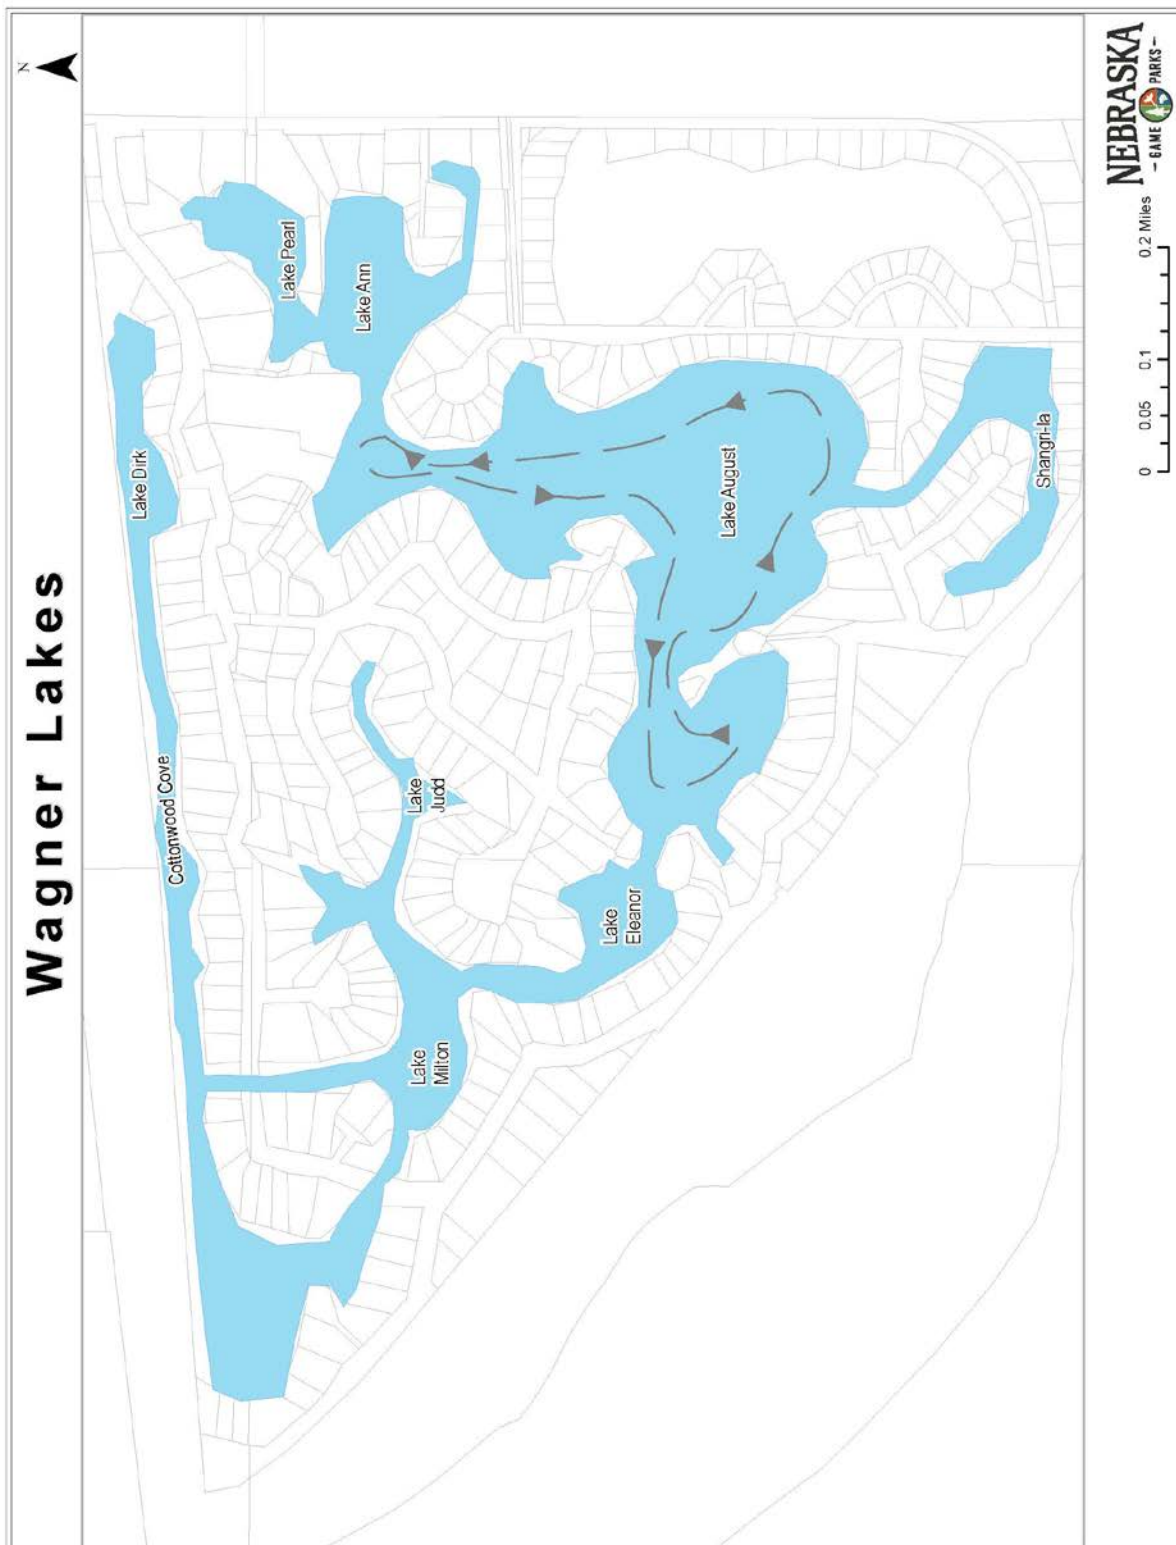 Wagner Lakes
N
Lake Dirk
Cottonwood Cove
Lake Pearl
Lake Ann
Lake
Judd
Lake
Milton
Lake
Eleanor
Lake August
Shangri-la
0 0.05 0.1 0.2 Miles
NEBRASKA
- GAME PARKS -